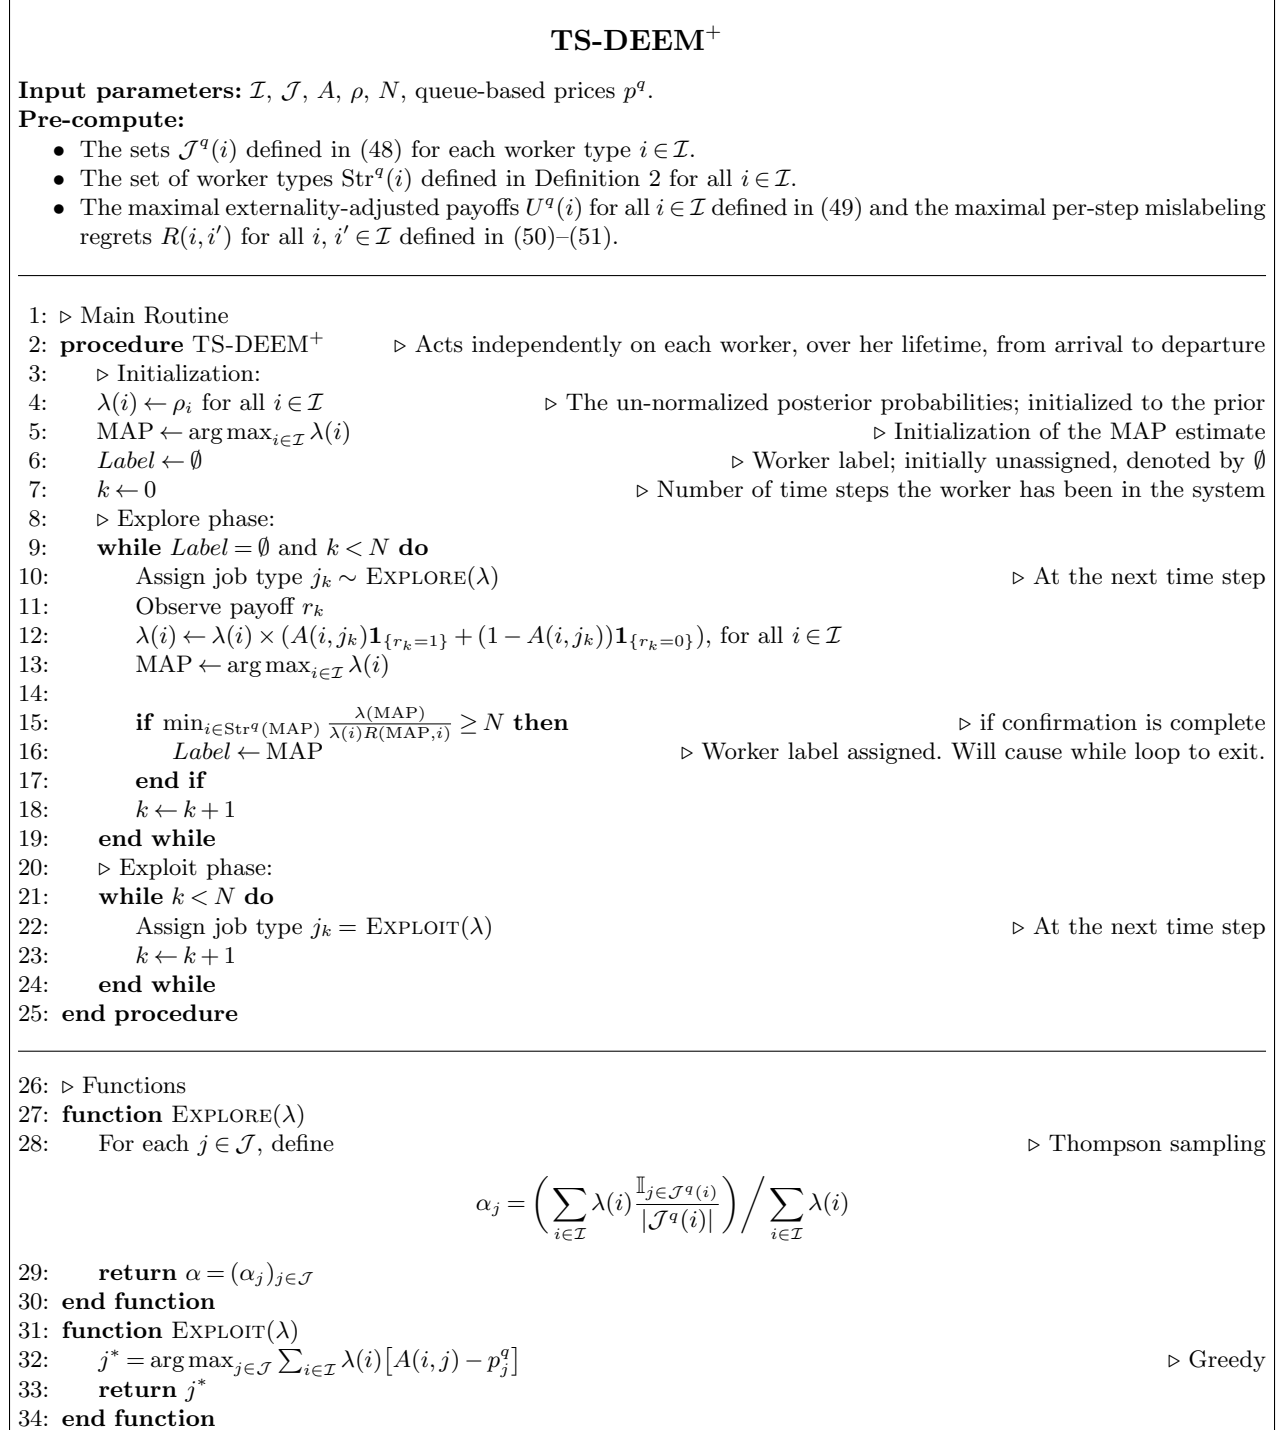 TS-DEEM⁺
Input parameters: 𝓘, 𝓙, A, ρ, N, queue-based prices p^q.
Pre-compute:
• The sets 𝓙^q(i) defined in (48) for each worker type i ∈ 𝓘.
• The set of worker types Str^q(i) defined in Definition 2 for all i ∈ 𝓘.
• The maximal externality-adjusted payoffs U^q(i) for all i ∈ 𝓘 defined in (49) and the maximal per-step mislabeling
regrets R(i, i′) for all i, i′ ∈ 𝓘 defined in (50)–(51).
1: ▷ Main Routine
2: procedure TS-DEEM⁺ ▷ Acts independently on each worker, over her lifetime, from arrival to departure
3: ▷ Initialization:
4: λ(i) ← ρ_i for all i ∈ 𝓘 ▷ The un-normalized posterior probabilities; initialized to the prior
5: MAP ← arg max_{i∈𝓘} λ(i) ▷ Initialization of the MAP estimate
6: Label ← ∅ ▷ Worker label; initially unassigned, denoted by ∅
7: k ← 0 ▷ Number of time steps the worker has been in the system
8: ▷ Explore phase:
9: while Label = ∅ and k < N do
10: Assign job type j_k ∼ EXPLORE(λ) ▷ At the next time step
11: Observe payoff r_k
12: λ(i) ← λ(i) × (A(i, j_k)1_{{r_k=1}} + (1 − A(i, j_k))1_{{r_k=0}}), for all i ∈ 𝓘
13: MAP ← arg max_{i∈𝓘} λ(i)
14:
15: if min_{i∈Str^q(MAP)} λ(MAP)/(λ(i)R(MAP,i)) ≥ N then ▷ if confirmation is complete
16: Label ← MAP ▷ Worker label assigned. Will cause while loop to exit.
17: end if
18: k ← k + 1
19: end while
20: ▷ Exploit phase:
21: while k < N do
22: Assign job type j_k = EXPLOIT(λ) ▷ At the next time step
23: k ← k + 1
24: end while
25: end procedure
26: ▷ Functions
27: function EXPLORE(λ)
28: For each j ∈ 𝓙, define ▷ Thompson sampling
α_j = ( ∑_{i∈𝓘} λ(i) 𝕀_{j∈𝓙^q(i)}/|𝓙^q(i)| ) / ∑_{i∈𝓘} λ(i)
29: return α = (α_j)_{j∈𝓙}
30: end function
31: function EXPLOIT(λ)
32: j* = arg max_{j∈𝓙} ∑_{i∈𝓘} λ(i)[A(i, j) − p_j^q] ▷ Greedy
33: return j*
34: end function